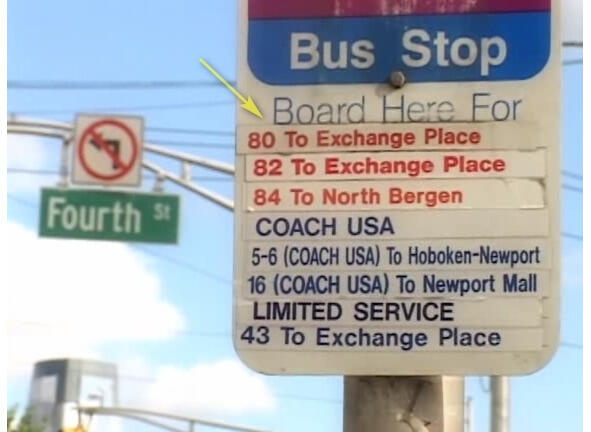 Bus Stop
Board Here For
80 To Exchange Place
82 To Exchange Place
84 To North Bergen
COACH USA
5-6 (COACH USA) To Hoboken-Newport
16 (COACH USA) To Newport Mall
LIMITED SERVICE
43 To Exchange Place
Fourth St